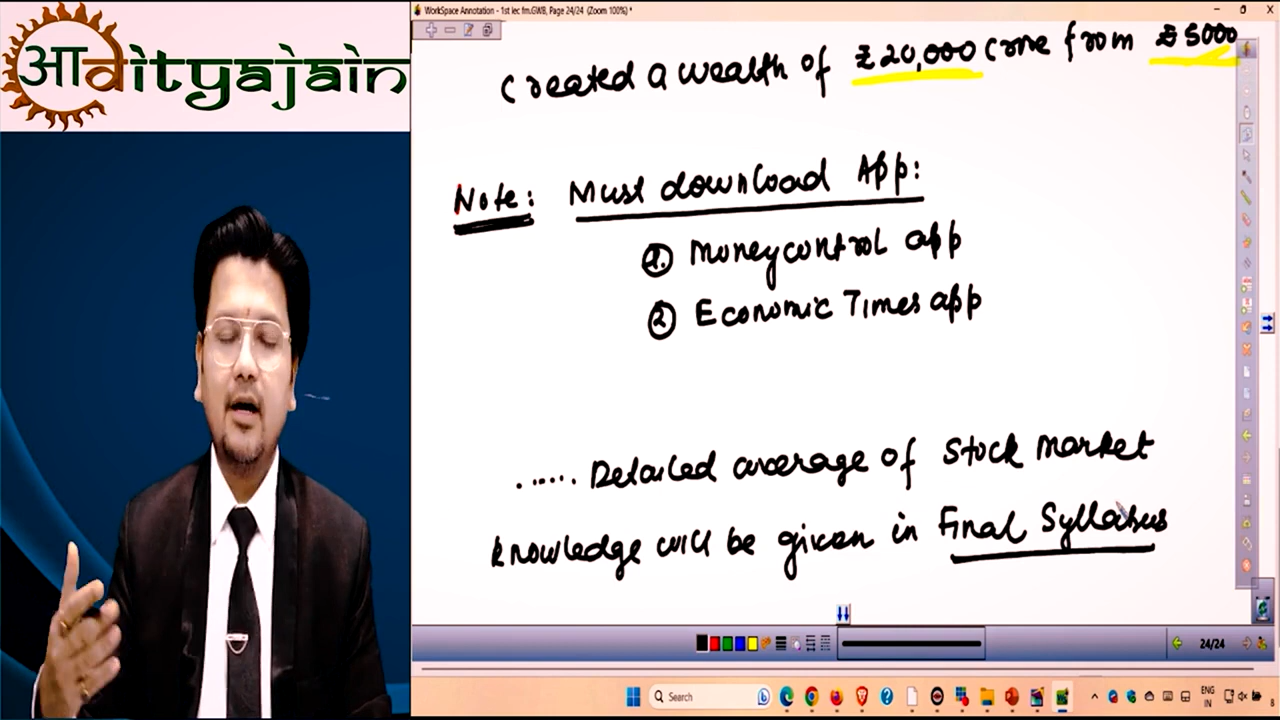 आdityajain
WorkSpace Annotation - 1st lec fm.GWB, Page 24/24 (Zoom 100%) *
Created a wealth of ₹20,000 crore from ₹5000
Note: Must download App:
1. Moneycontrol app
2. Economic Times app
...... Detailed coverage of Stock Market
knowledge will be given in Final Syllabus
24/24
Search
ENG
IN